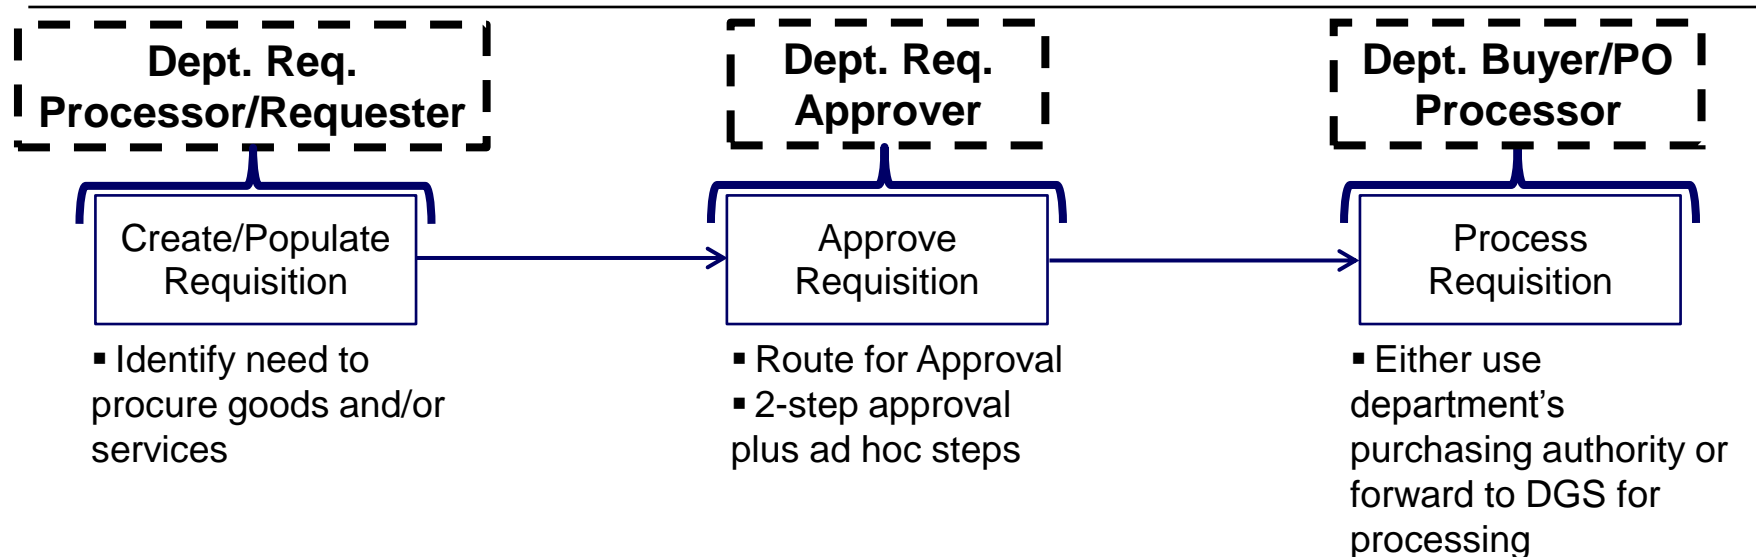 Dept. Req.
Processor/Requester
Create/Populate
Requisition
▪ Identify need to
procure goods and/or
services
Dept. Req.
Approver
Approve
Requisition
▪ Route for Approval
▪ 2-step approval
plus ad hoc steps
Dept. Buyer/PO
Processor
Process
Requisition
▪ Either use
department’s
purchasing authority or
forward to DGS for
processing